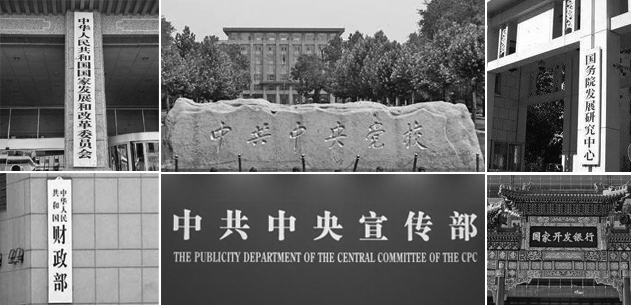 中华人民共和国国家发展和改革委员会
中共中央党校
国务院发展研究中心
中华人民
共和国
财政部
中共中央宣传部
THE PUBLICITY DEPARTMENT OF THE CENTRAL COMMITTEE OF THE CPC
国家开发银行